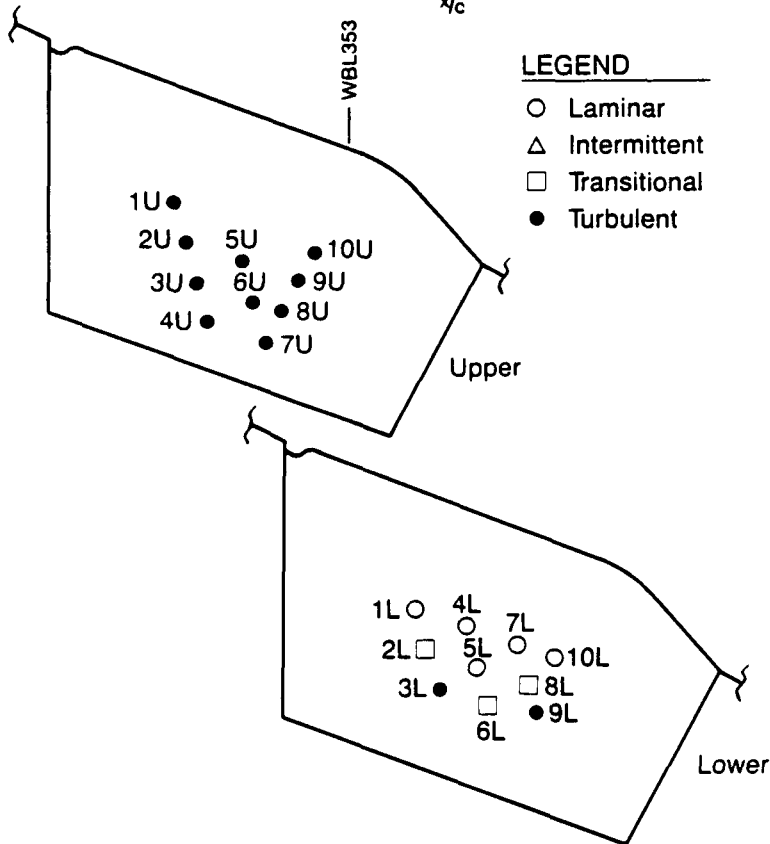 x/c
WBL353
LEGEND
Laminar
Intermittent
Transitional
Turbulent
1U
2U
5U
10U
3U
6U
9U
4U
8U
7U
Upper
1L
4L
7L
2L
5L
10L
3L
8L
6L
9L
Lower